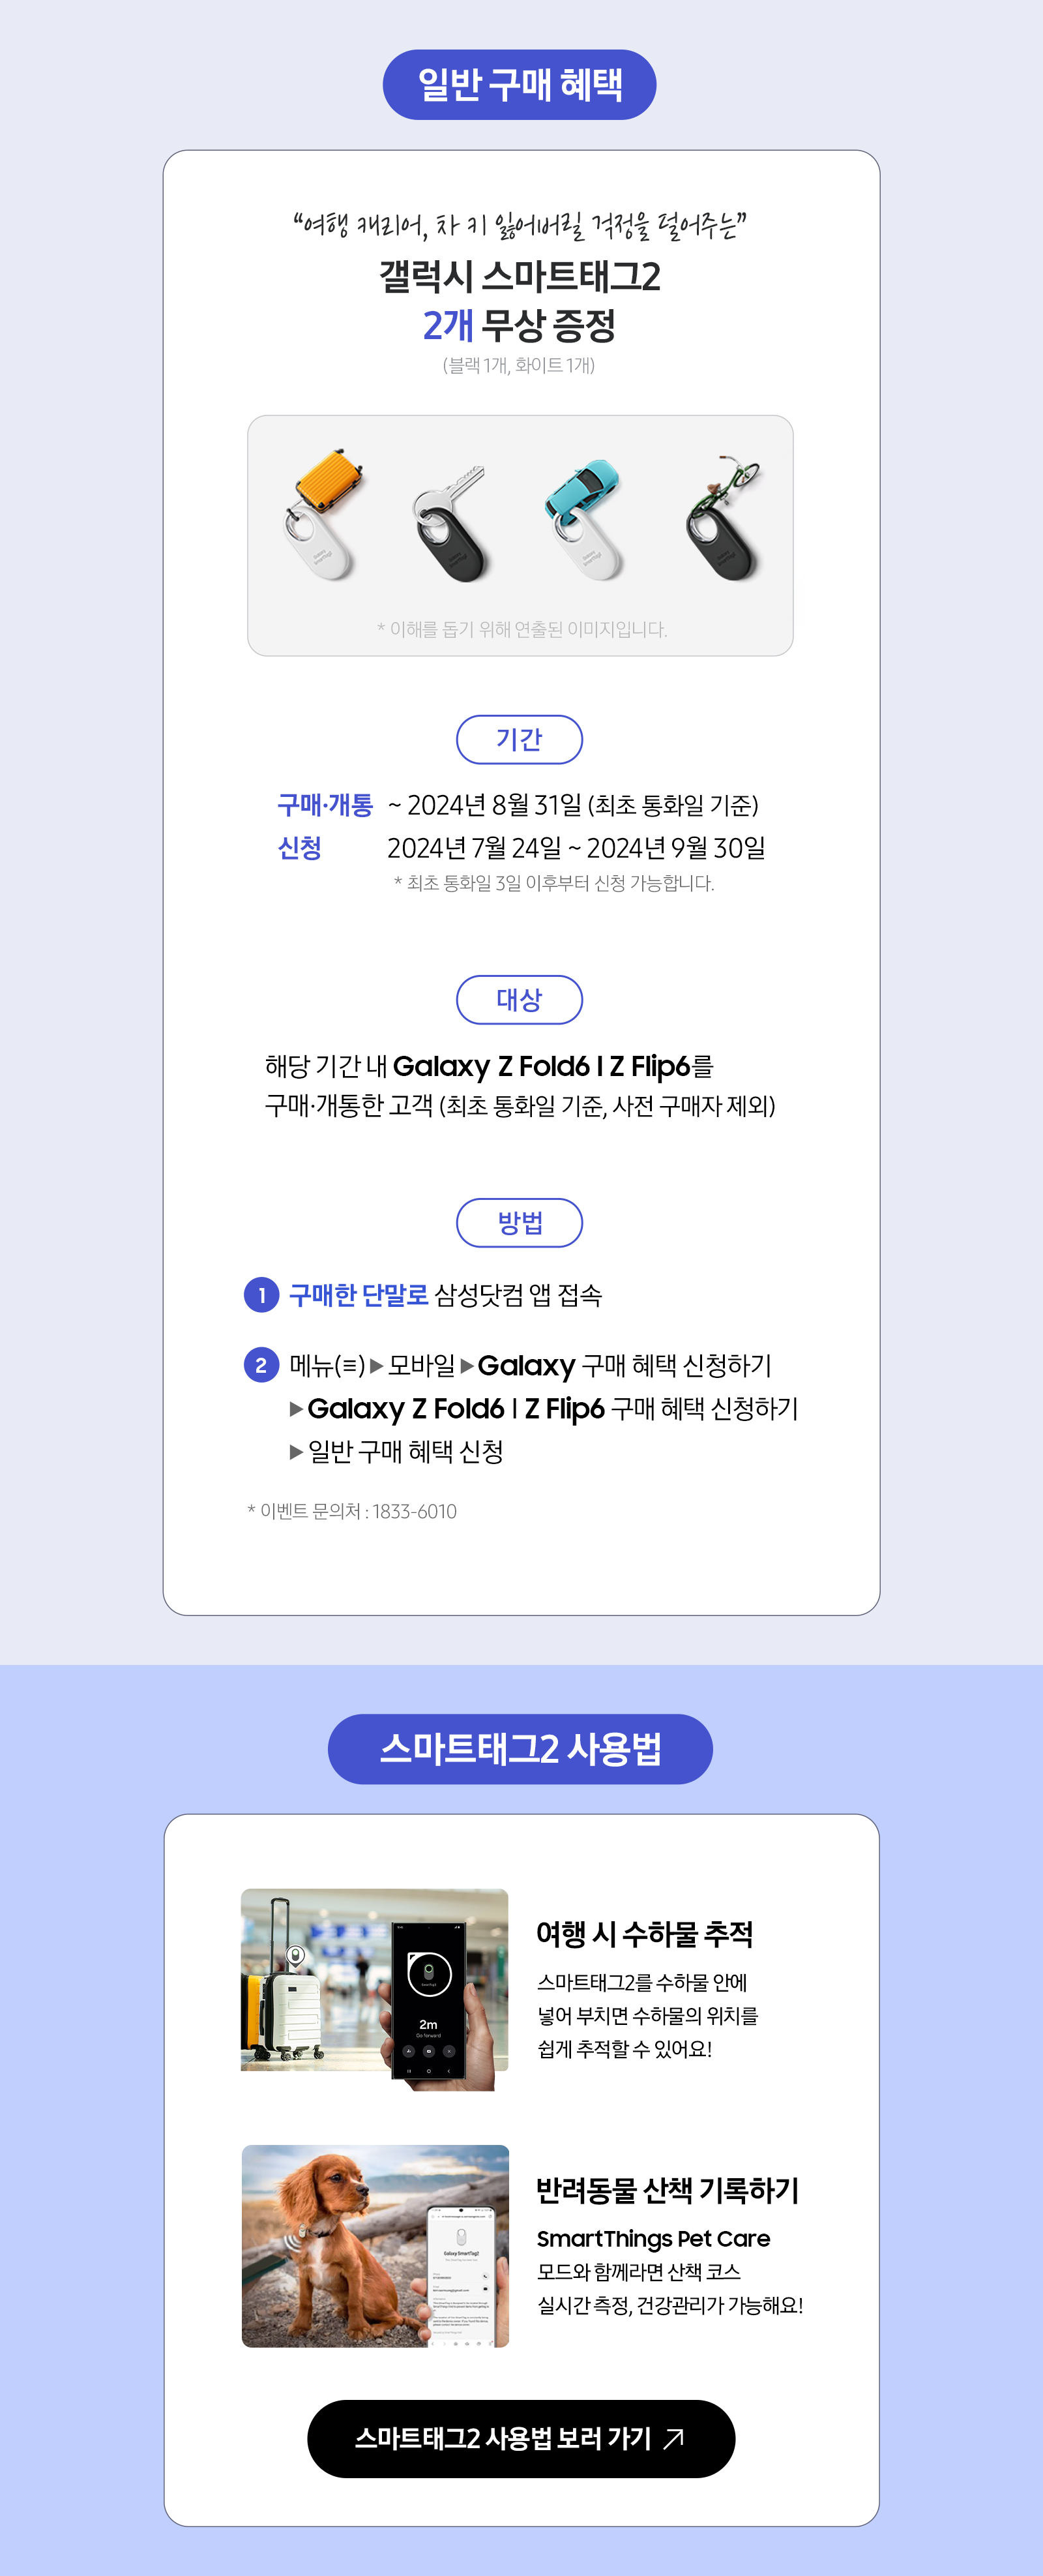 일반 구매 혜택
“여행 캐리어, 차 키 잃어버릴 걱정을 덜어주는”
갤럭시 스마트태그2
2개 무상 증정
(블랙 1개, 화이트 1개)
* 이해를 돕기 위해 연출된 이미지입니다.
기간
구매·개통 ~ 2024년 8월 31일 (최초 통화일 기준)
신청 2024년 7월 24일 ~ 2024년 9월 30일
* 최초 통화일 3일 이후부터 신청 가능합니다.
대상
해당 기간 내 Galaxy Z Fold6 I Z Flip6를
구매·개통한 고객 (최초 통화일 기준, 사전 구매자 제외)
방법
1 구매한 단말로 삼성닷컴 앱 접속
2 메뉴(≡) ▶ 모바일 ▶ Galaxy 구매 혜택 신청하기
▶ Galaxy Z Fold6 I Z Flip6 구매 혜택 신청하기
▶ 일반 구매 혜택 신청
* 이벤트 문의처 : 1833-6010
스마트태그2 사용법
2m
Go forward
여행 시 수하물 추적
스마트태그2를 수하물 안에
넣어 부치면 수하물의 위치를
쉽게 추적할 수 있어요!
Galaxy SmartTag2
반려동물 산책 기록하기
SmartThings Pet Care
모드와 함께라면 산책 코스
실시간 측정, 건강관리가 가능해요!
스마트태그2 사용법 보러 가기 ↗